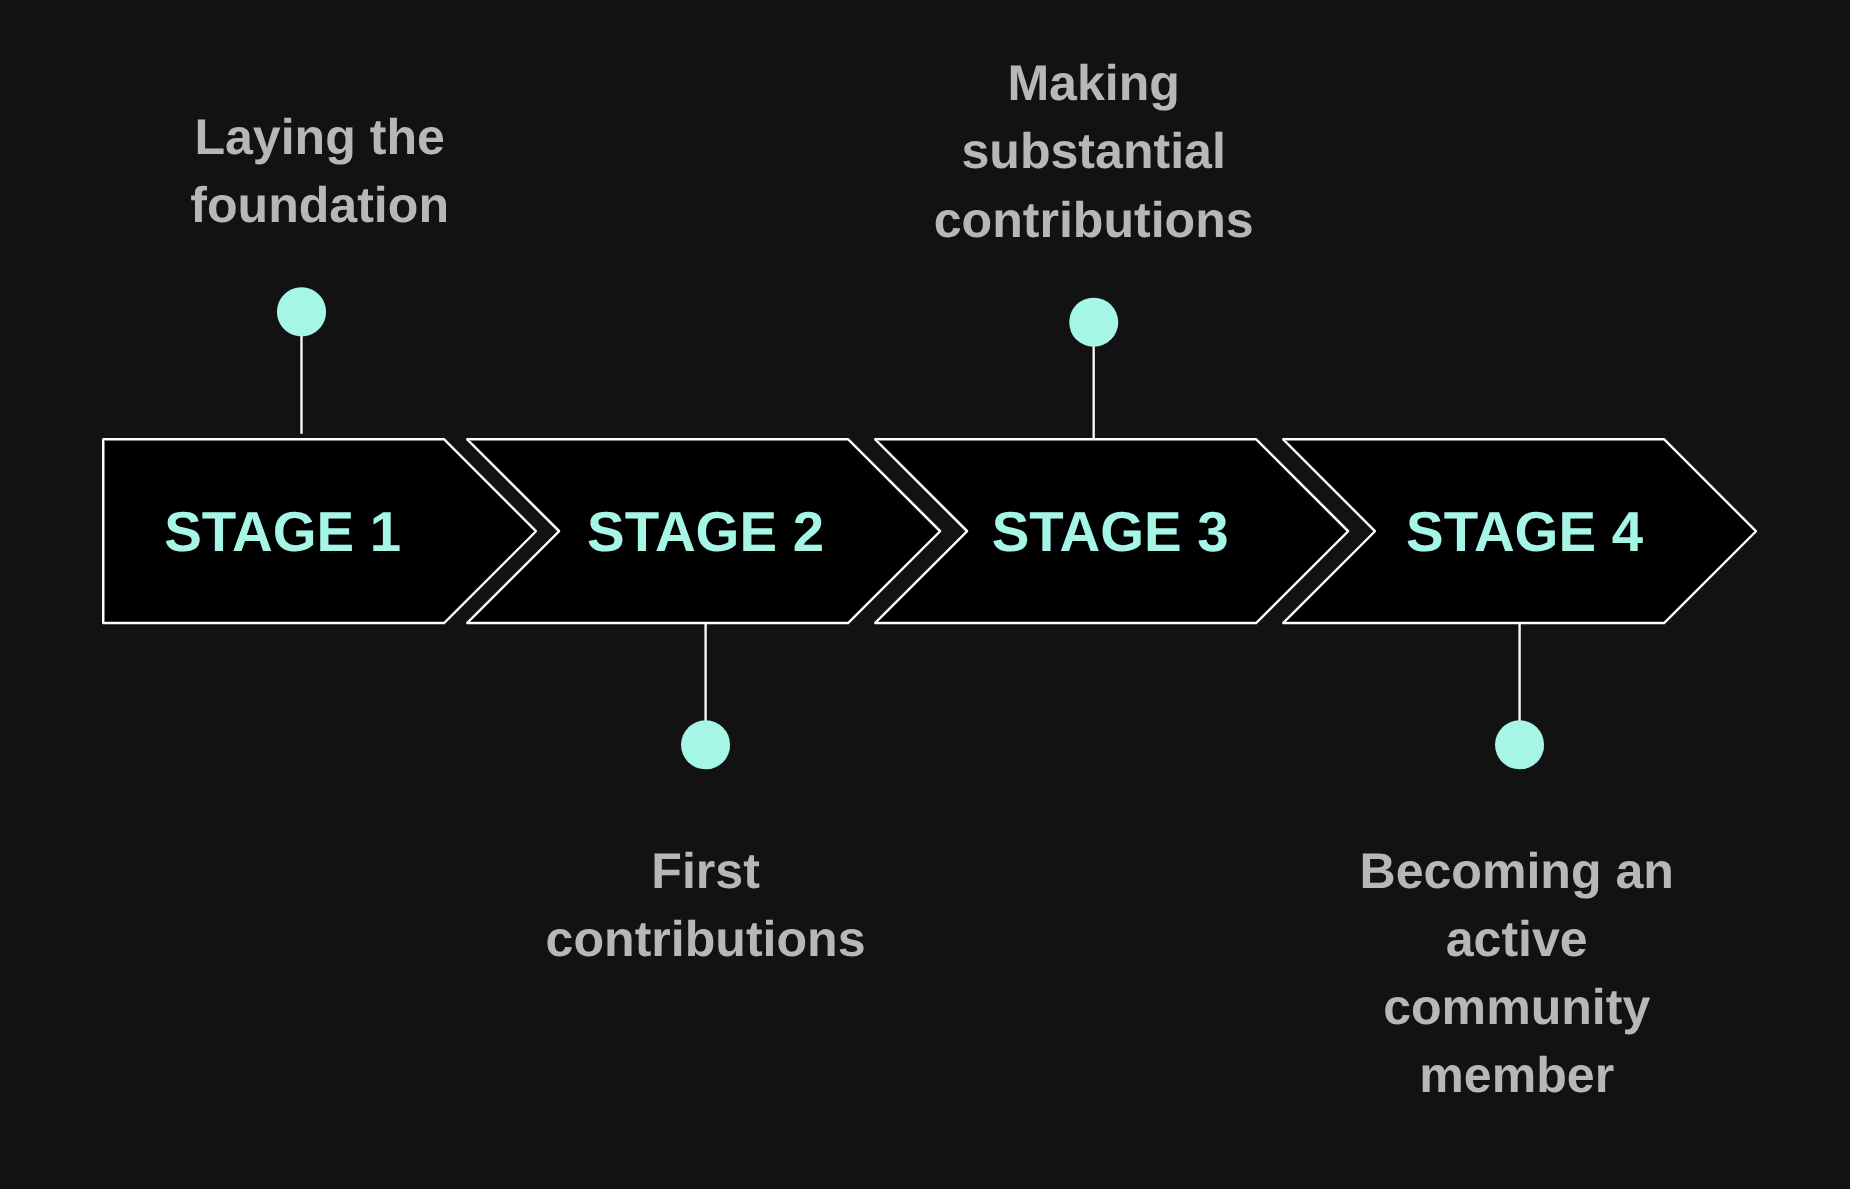 Laying the
foundation
Making
substantial
contributions
STAGE 1
STAGE 2
STAGE 3
STAGE 4
First
contributions
Becoming an
active
community
member